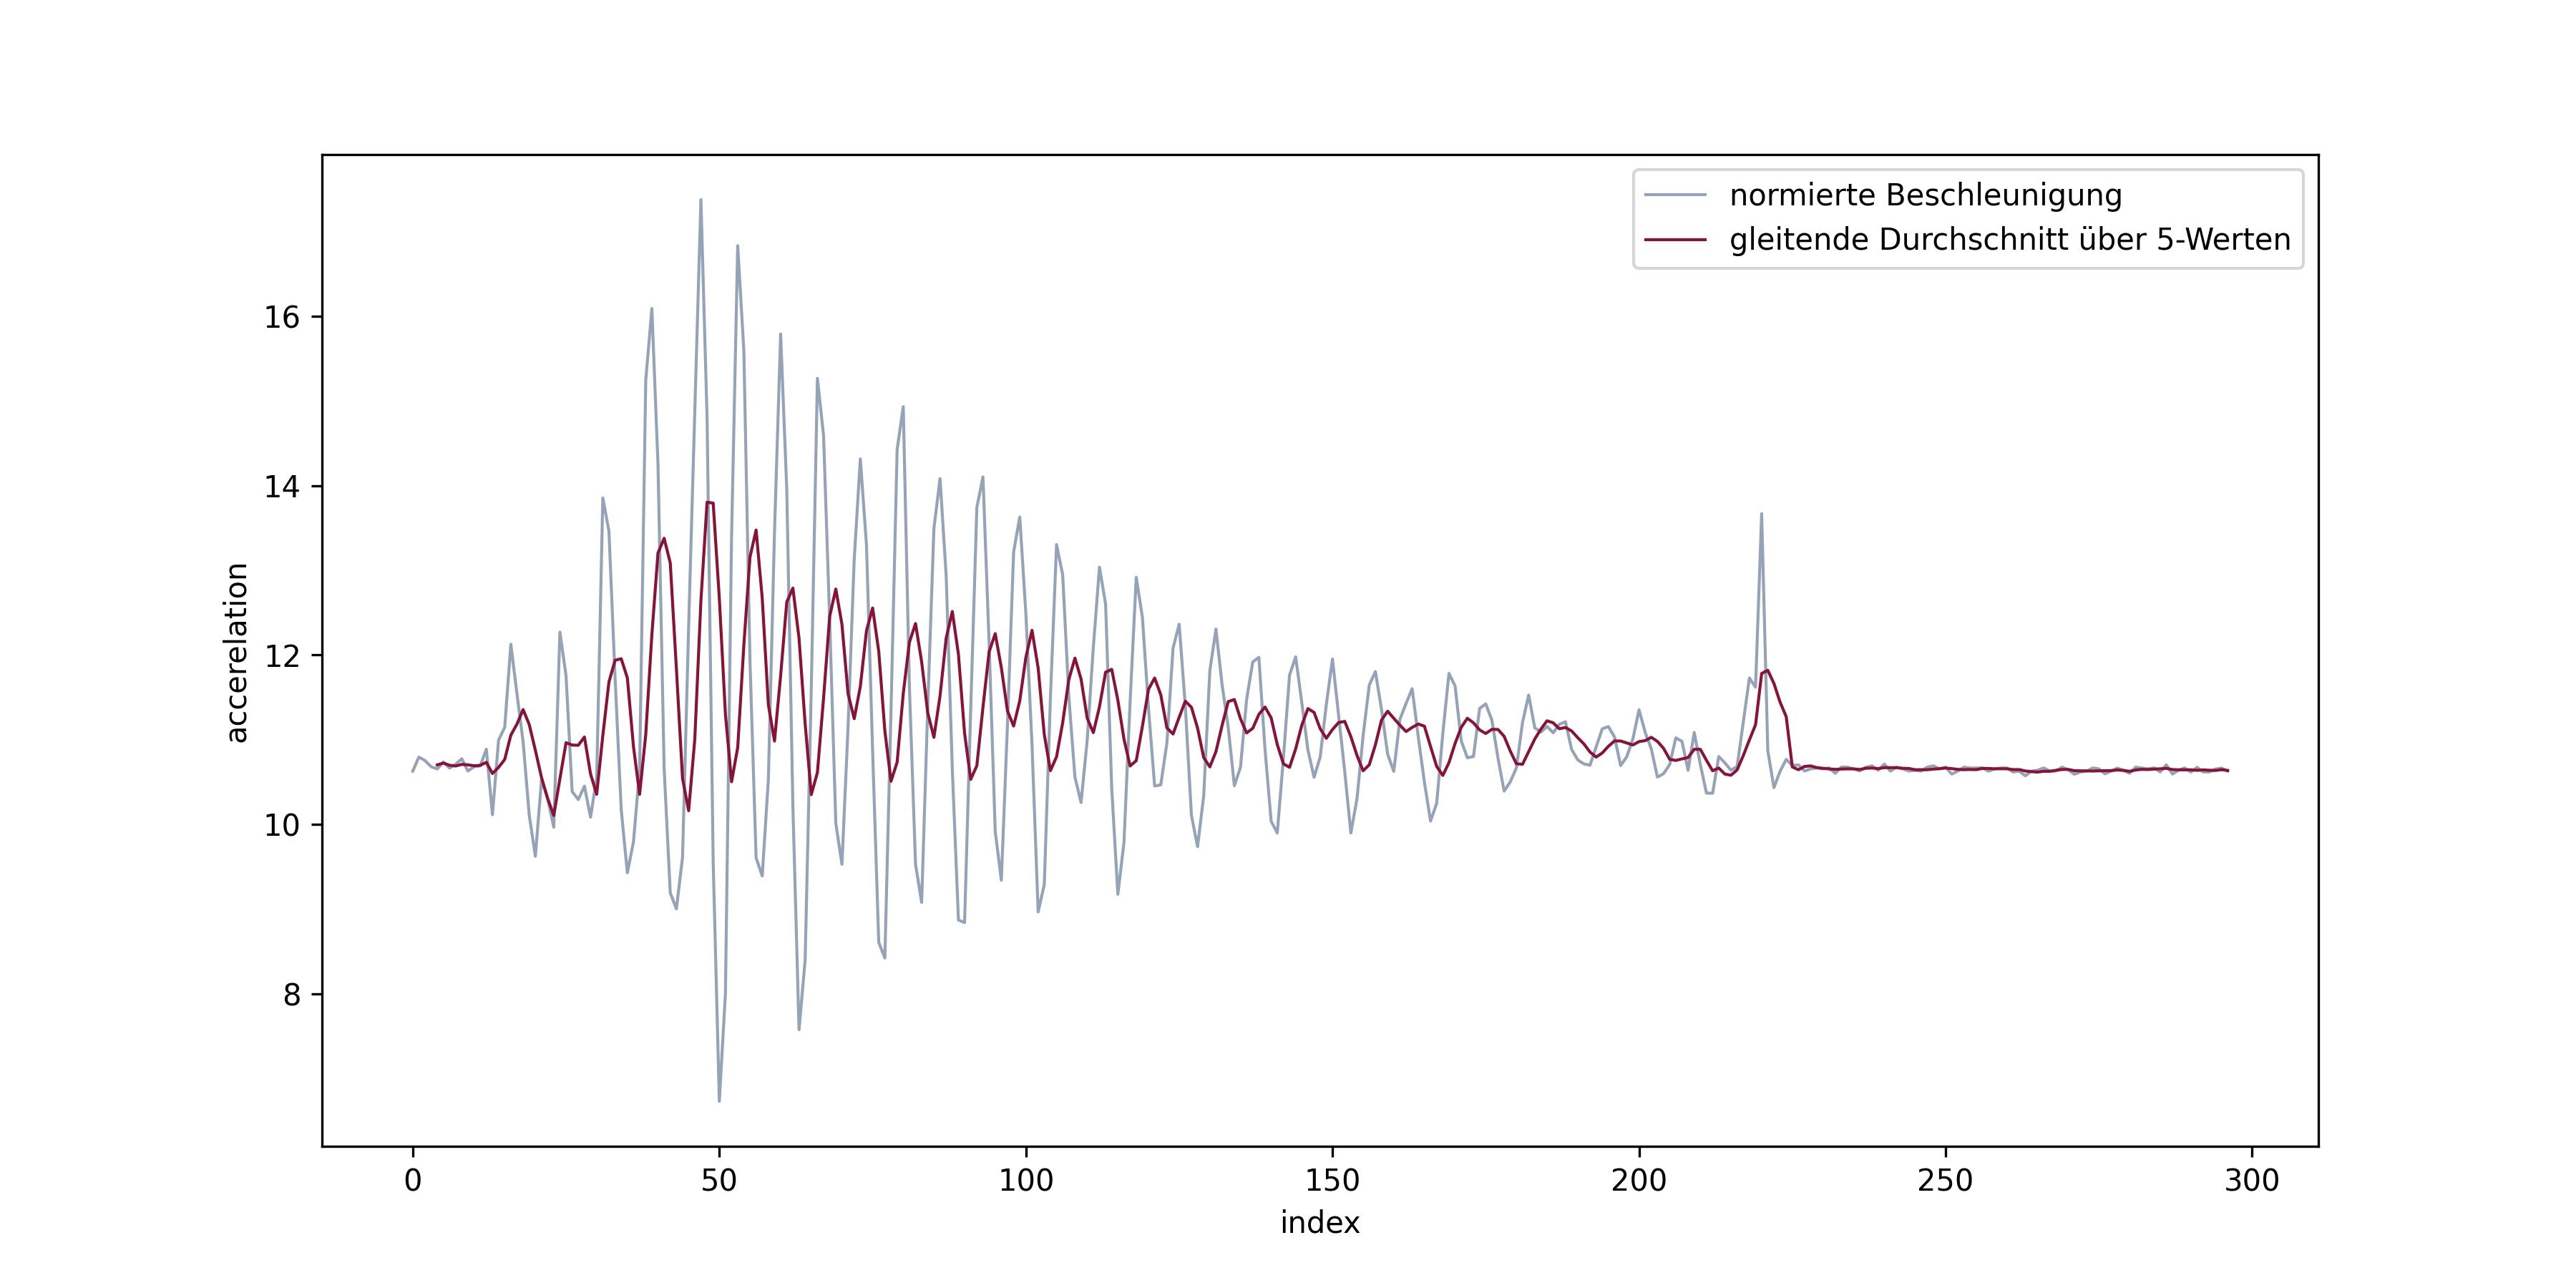 normierte Beschleunigung
gleitende Durchschnitt über 5-Werten
accerelation
16
14
12
10
8
0 50 100 150 200 250 300
index